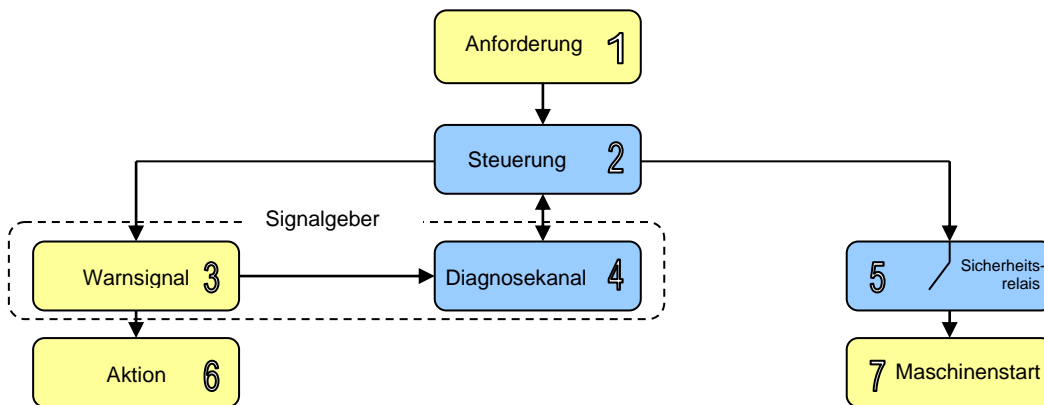 Anforderung 1
Steuerung 2
Signalgeber
Warnsignal 3
Diagnosekanal 4
5 Sicherheits-
relais
Aktion 6
7 Maschinenstart